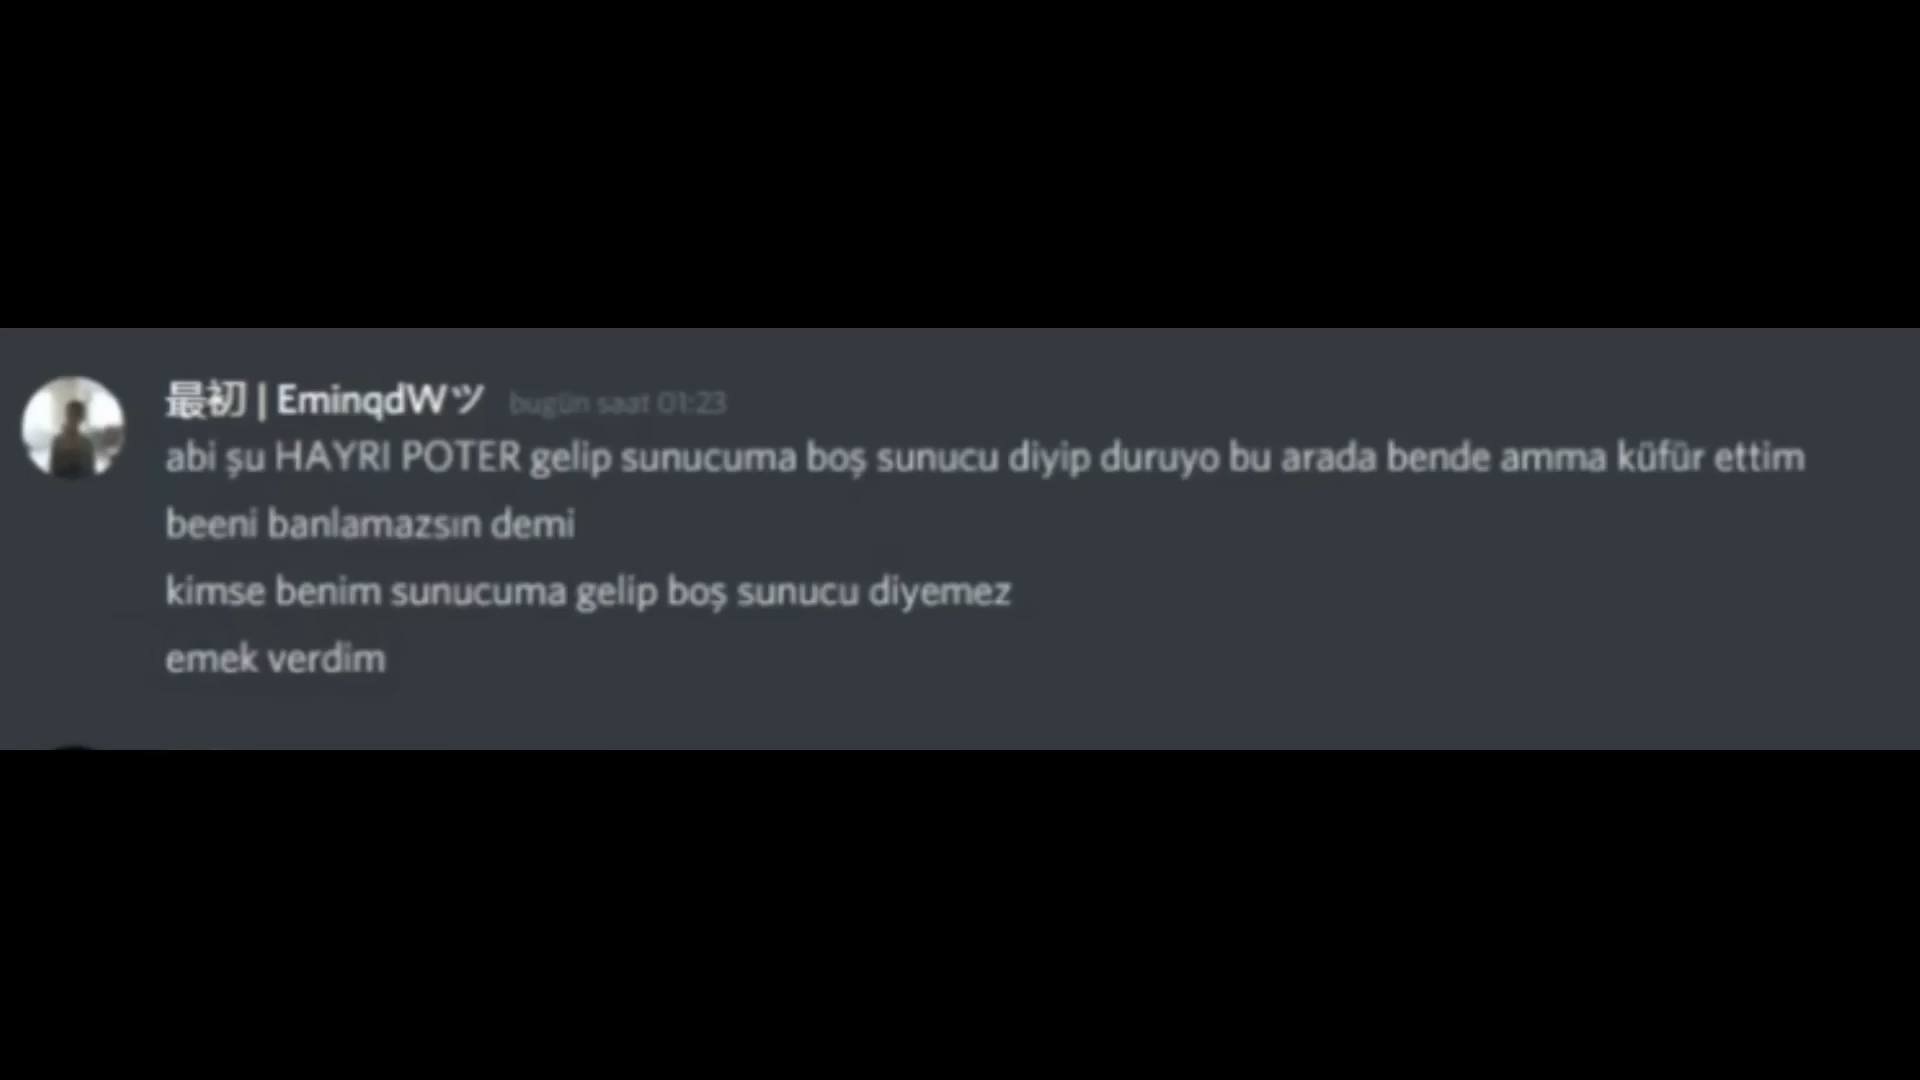 最初 | EminqdWツ bugün saat 01:23
abi şu HAYRI POTER gelip sunucuma boş sunucu diyip duruyo bu arada bende amma küfür ettim
beeni banlamazsın demi
kimse benim sunucuma gelip boş sunucu diyemez
emek verdim